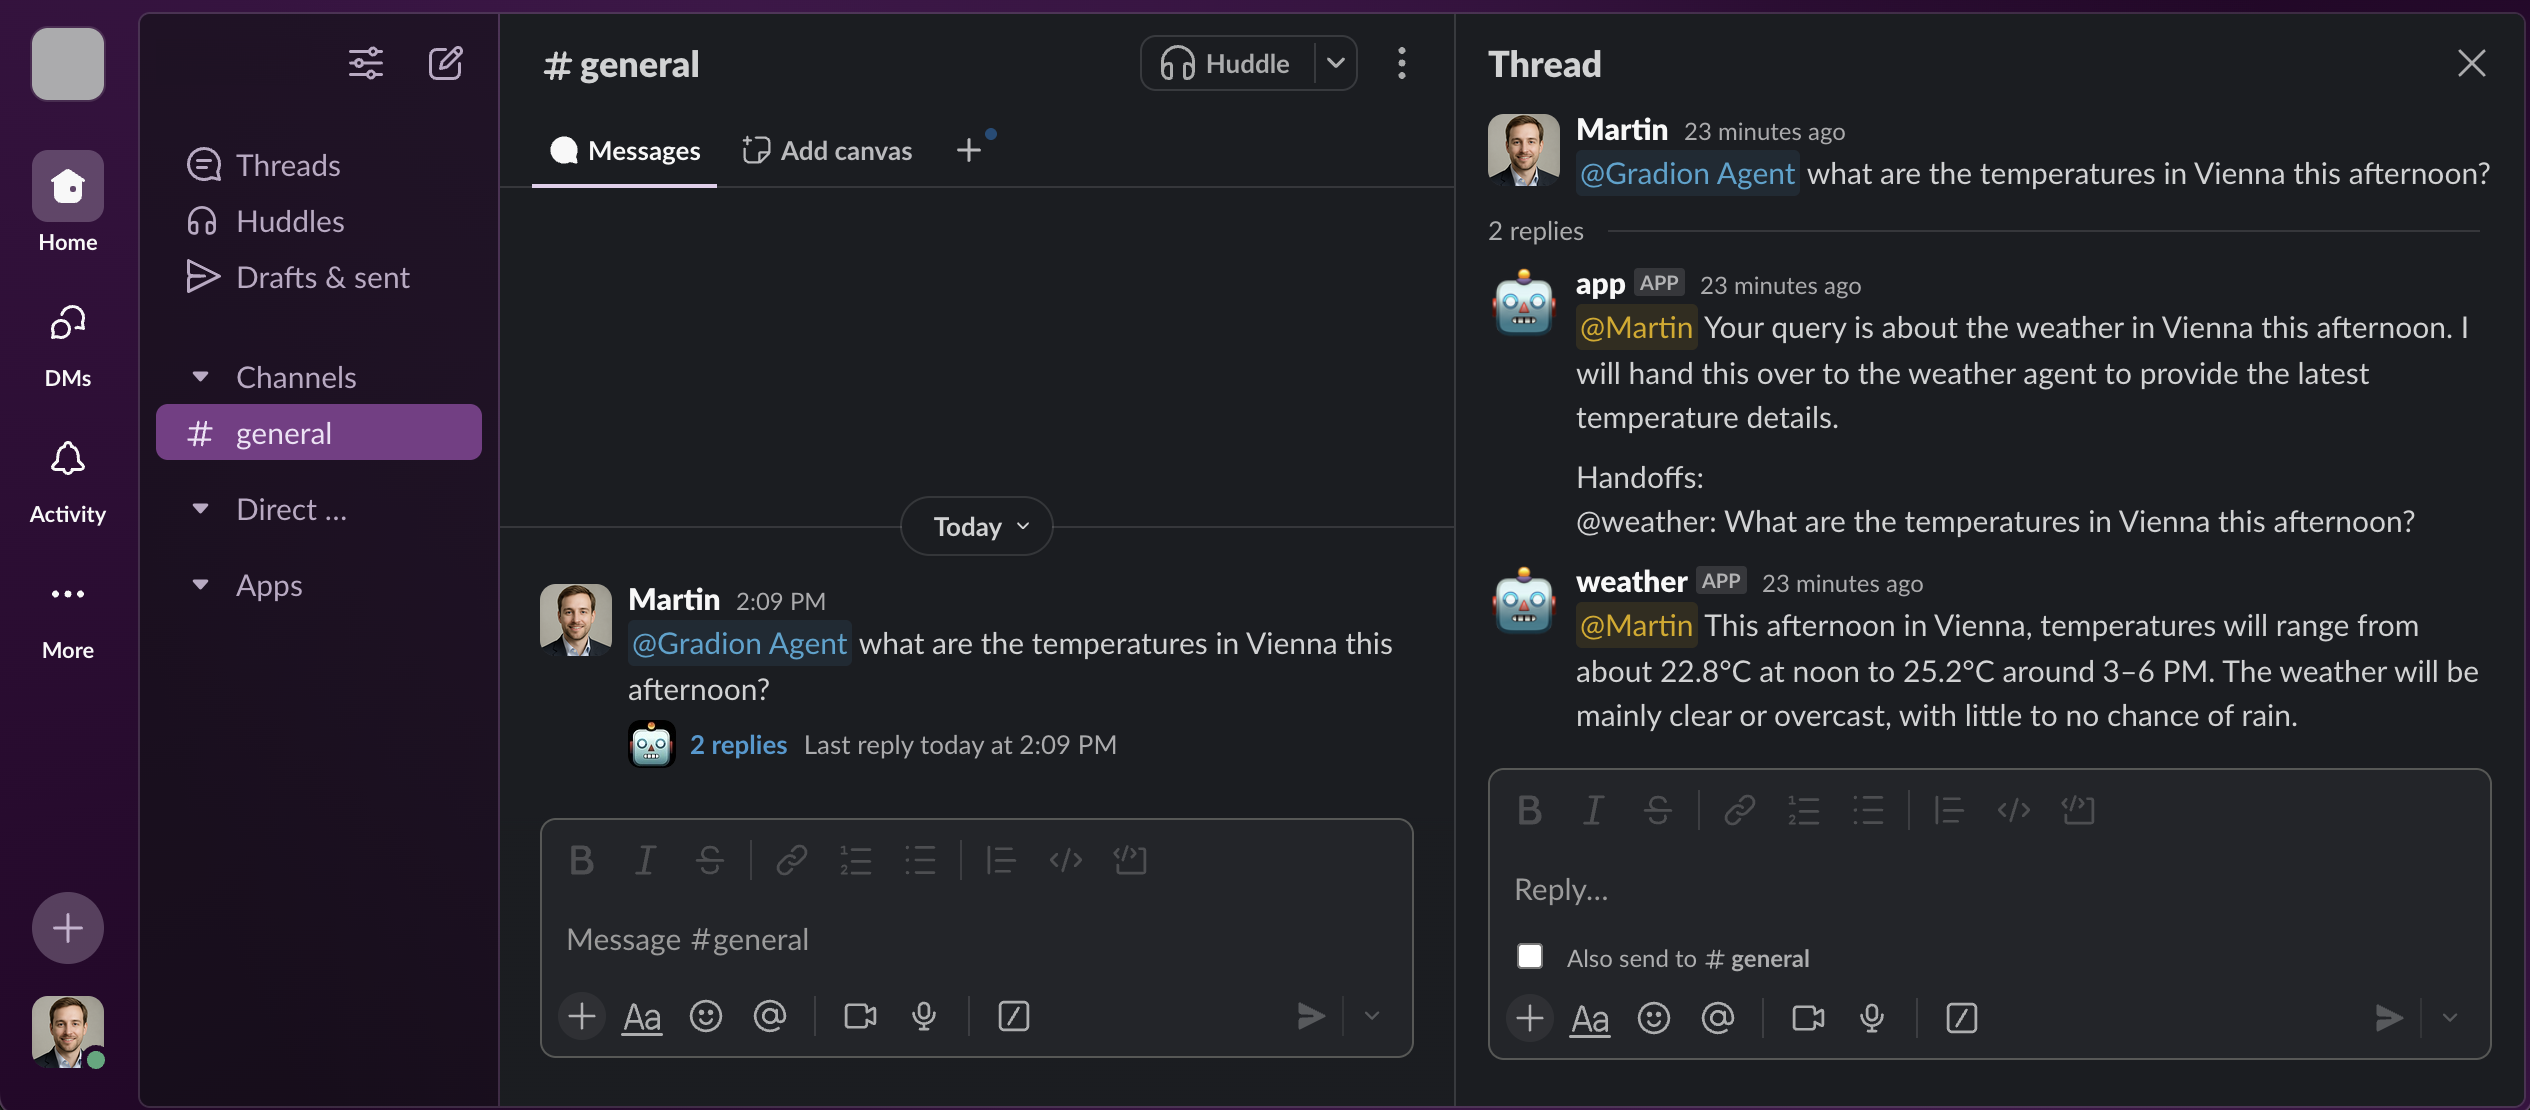 Home
DMs
Activity
More
Threads
Huddles
Drafts & sent
Channels
# general
Direct ...
Apps
# general
Huddle
Messages
Add canvas
Today
Martin 2:09 PM
@Gradion Agent what are the temperatures in Vienna this
afternoon?
2 replies Last reply today at 2:09 PM
Message #general
Aa
Thread
Martin 23 minutes ago
@Gradion Agent what are the temperatures in Vienna this afternoon?
2 replies
app APP 23 minutes ago
@Martin Your query is about the weather in Vienna this afternoon. I
will hand this over to the weather agent to provide the latest
temperature details.
Handoffs:
@weather: What are the temperatures in Vienna this afternoon?
weather APP 23 minutes ago
@Martin This afternoon in Vienna, temperatures will range from
about 22.8°C at noon to 25.2°C around 3–6 PM. The weather will be
mainly clear or overcast, with little to no chance of rain.
Reply...
Also send to # general
Aa